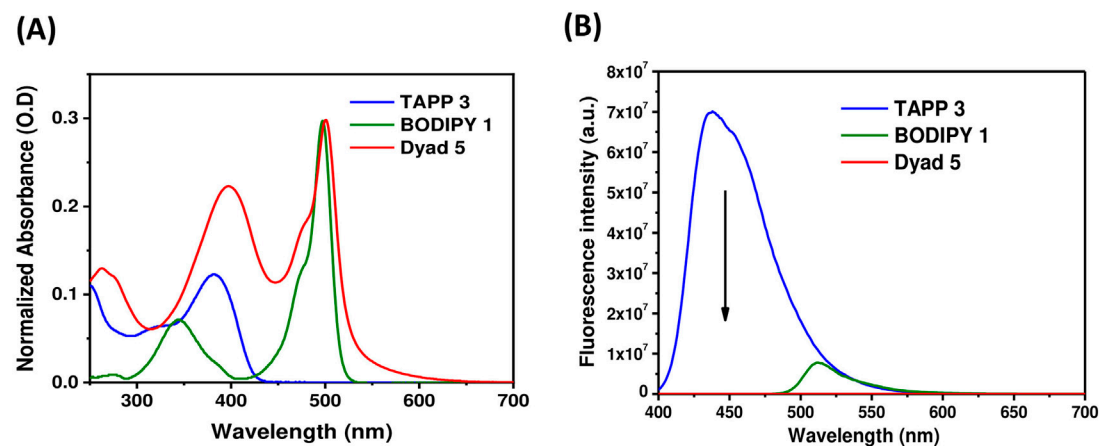 (A)
Normalized Absorbance (O.D)
0.3
0.2
0.1
0.0
300
400
500
600
700
Wavelength (nm)
TAPP 3
BODIPY 1
Dyad 5
(B)
Fluorescence intensity (a.u.)
8x10⁷
7x10⁷
6x10⁷
5x10⁷
4x10⁷
3x10⁷
2x10⁷
1x10⁷
0
400
450
500
550
600
650
700
Wavelength (nm)
TAPP 3
BODIPY 1
Dyad 5